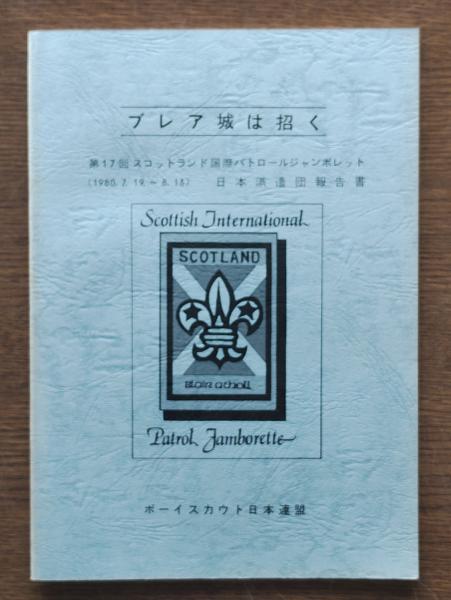 ブレア城は招く
第17回スコットランド国際パトロールジャンボレット
(1980.7.19.～8.13) 日本派遣団報告書
Scottish International
SCOTLAND
Blair atholl
Patrol Jamborette
ボーイスカウト日本連盟